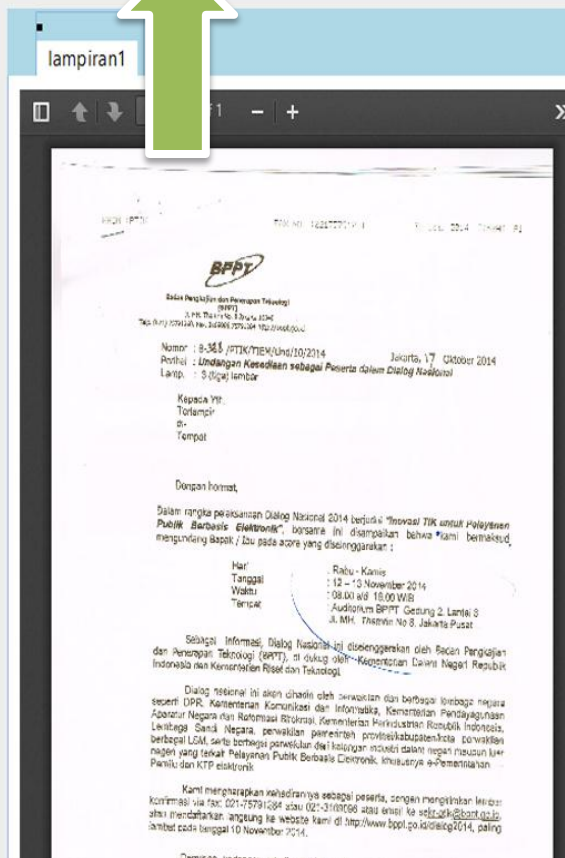 lampiran1
BPPT
Badan Pengkajian dan Penerapan Teknologi
(BPPT)
Nomor : B- /PTIK/TIEM/Und/10/2014 Jakarta, 17 Oktober 2014
Perihal : Undangan Kesediaan sebagai Peserta dalam Dialog Nasional
Lamp. : 3 (tiga) lembar
Kepada Yth.
Terlampir
di-
Tempat
Dengan hormat,
Dalam rangka pelaksanaan Dialog Nasional 2014 berjudul "Inovasi TIK untuk Pelayanan
Publik Berbasis Elektronik", bersama ini disampaikan bahwa kami bermaksud
mengundang Bapak / Ibu pada acara yang diselenggarakan :
Hari : Rabu - Kamis
Tanggal : 12 – 13 November 2014
Waktu : 08.00 s/d 18.00 WIB
Tempat : Auditorium BPPT Gedung 2, Lantai 3
Jl. MH. Thamrin No 8, Jakarta Pusat
Sebagai informasi, Dialog Nasional ini diselenggarakan oleh Badan Pengkajian
dan Penerapan Teknologi (BPPT), di dukung oleh Kementerian Dalam Negeri Republik
Indonesia dan Kementerian Riset dan Teknologi.
Dialog nasional ini akan dihadiri oleh perwakilan dari berbagai lembaga negara
seperti DPR, Kementerian Komunikasi dan Informatika, Kementerian Pendayagunaan
Aparatur Negara dan Reformasi Birokrasi, Kementerian Perindustrian Republik Indonesia,
Lembaga Sandi Negara, perwakilan pemerintah provinsi/kabupaten/kota perwakilan
berbagai LSM, serta berbagai perwakilan dari kalangan industri dalam negeri maupun luar
negeri yang terkait Pelayanan Publik Berbasis Elektronik, khususnya e-Pemerintahan
Pemilu dan KTP elektronik
Kami mengharapkan kehadirannya sebagai peserta, dengan mengirimkan lembar
konfirmasi via fax: 021-75791284 atau atau email ke
atau mendaftarkan langsung ke website kami di http://www.bppt.go.id/dialog2014, paling
lambat pada tanggal 10 November 2014.